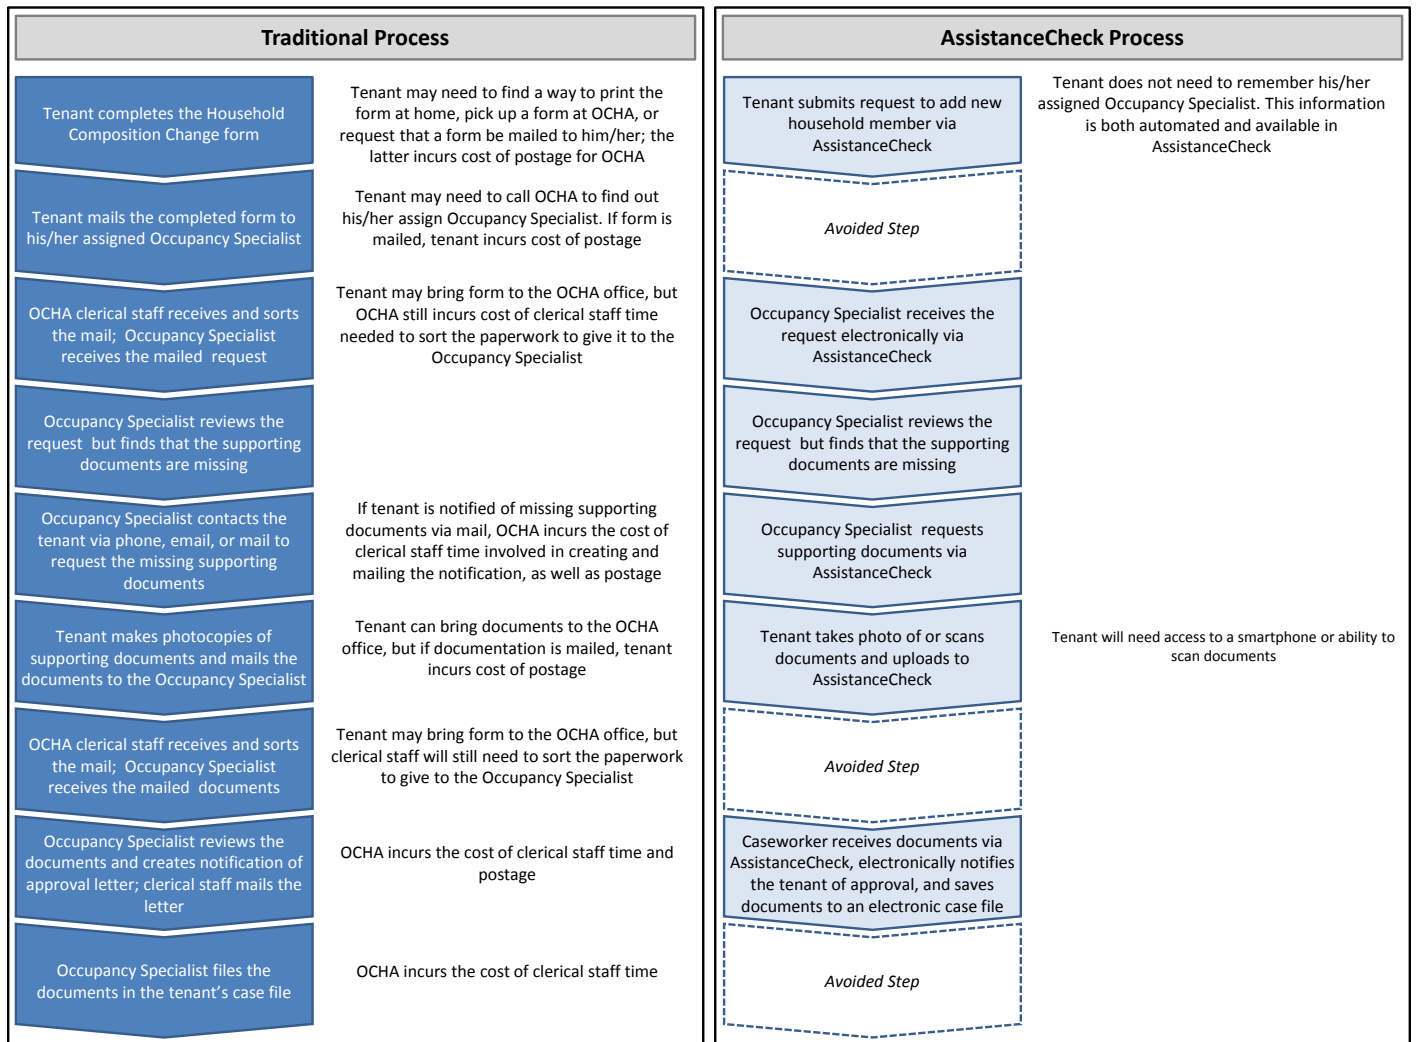 Traditional Process
Tenant completes the Household
Composition Change form
Tenant may need to find a way to print the
form at home, pick up a form at OCHA, or
request that a form be mailed to him/her; the
latter incurs cost of postage for OCHA
Tenant mails the completed form to
his/her assigned Occupancy Specialist
Tenant may need to call OCHA to find out
his/her assign Occupancy Specialist. If form is
mailed, tenant incurs cost of postage
OCHA clerical staff receives and sorts
the mail; Occupancy Specialist
receives the mailed request
Tenant may bring form to the OCHA office, but
OCHA still incurs cost of clerical staff time
needed to sort the paperwork to give it to the
Occupancy Specialist
Occupancy Specialist reviews the
request but finds that the supporting
documents are missing
Occupancy Specialist contacts the
tenant via phone, email, or mail to
request the missing supporting
documents
If tenant is notified of missing supporting
documents via mail, OCHA incurs the cost of
clerical staff time involved in creating and
mailing the notification, as well as postage
Tenant makes photocopies of
supporting documents and mails the
documents to the Occupancy Specialist
Tenant can bring documents to the OCHA
office, but if documentation is mailed, tenant
incurs cost of postage
OCHA clerical staff receives and sorts
the mail; Occupancy Specialist
receives the mailed documents
Tenant may bring form to the OCHA office, but
clerical staff will still need to sort the paperwork
to give to the Occupancy Specialist
Occupancy Specialist reviews the
documents and creates notification of
approval letter; clerical staff mails the
letter
OCHA incurs the cost of clerical staff time and
postage
Occupancy Specialist files the
documents in the tenant's case file
OCHA incurs the cost of clerical staff time
AssistanceCheck Process
Tenant submits request to add new
household member via
AssistanceCheck
Tenant does not need to remember his/her
assigned Occupancy Specialist. This information
is both automated and available in
AssistanceCheck
Avoided Step
Occupancy Specialist receives the
request electronically via
AssistanceCheck
Occupancy Specialist reviews the
request but finds that the supporting
documents are missing
Occupancy Specialist requests
supporting documents via
AssistanceCheck
Tenant takes photo of or scans
documents and uploads to
AssistanceCheck
Tenant will need access to a smartphone or ability to
scan documents
Avoided Step
Caseworker receives documents via
AssistanceCheck, electronically notifies
the tenant of approval, and saves
documents to an electronic case file
Avoided Step